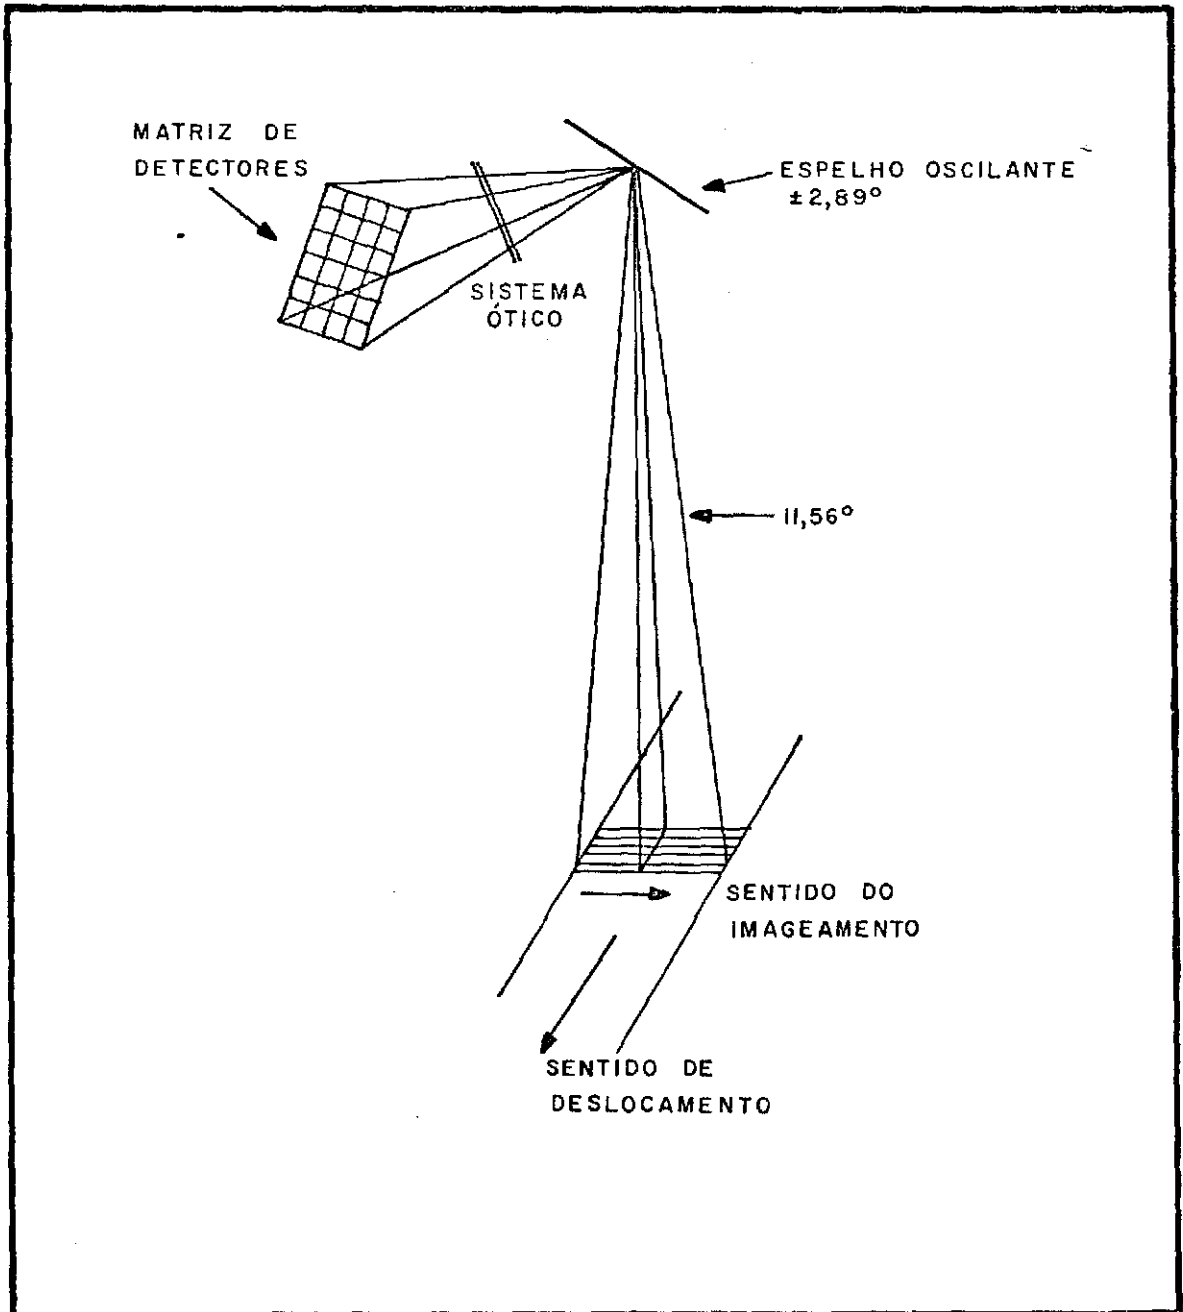 MATRIZ DE
DETECTORES
ESPELHO OSCILANTE
±2,89°
SISTEMA
ÓTICO
11,56°
SENTIDO DO
IMAGEAMENTO
SENTIDO DE
DESLOCAMENTO